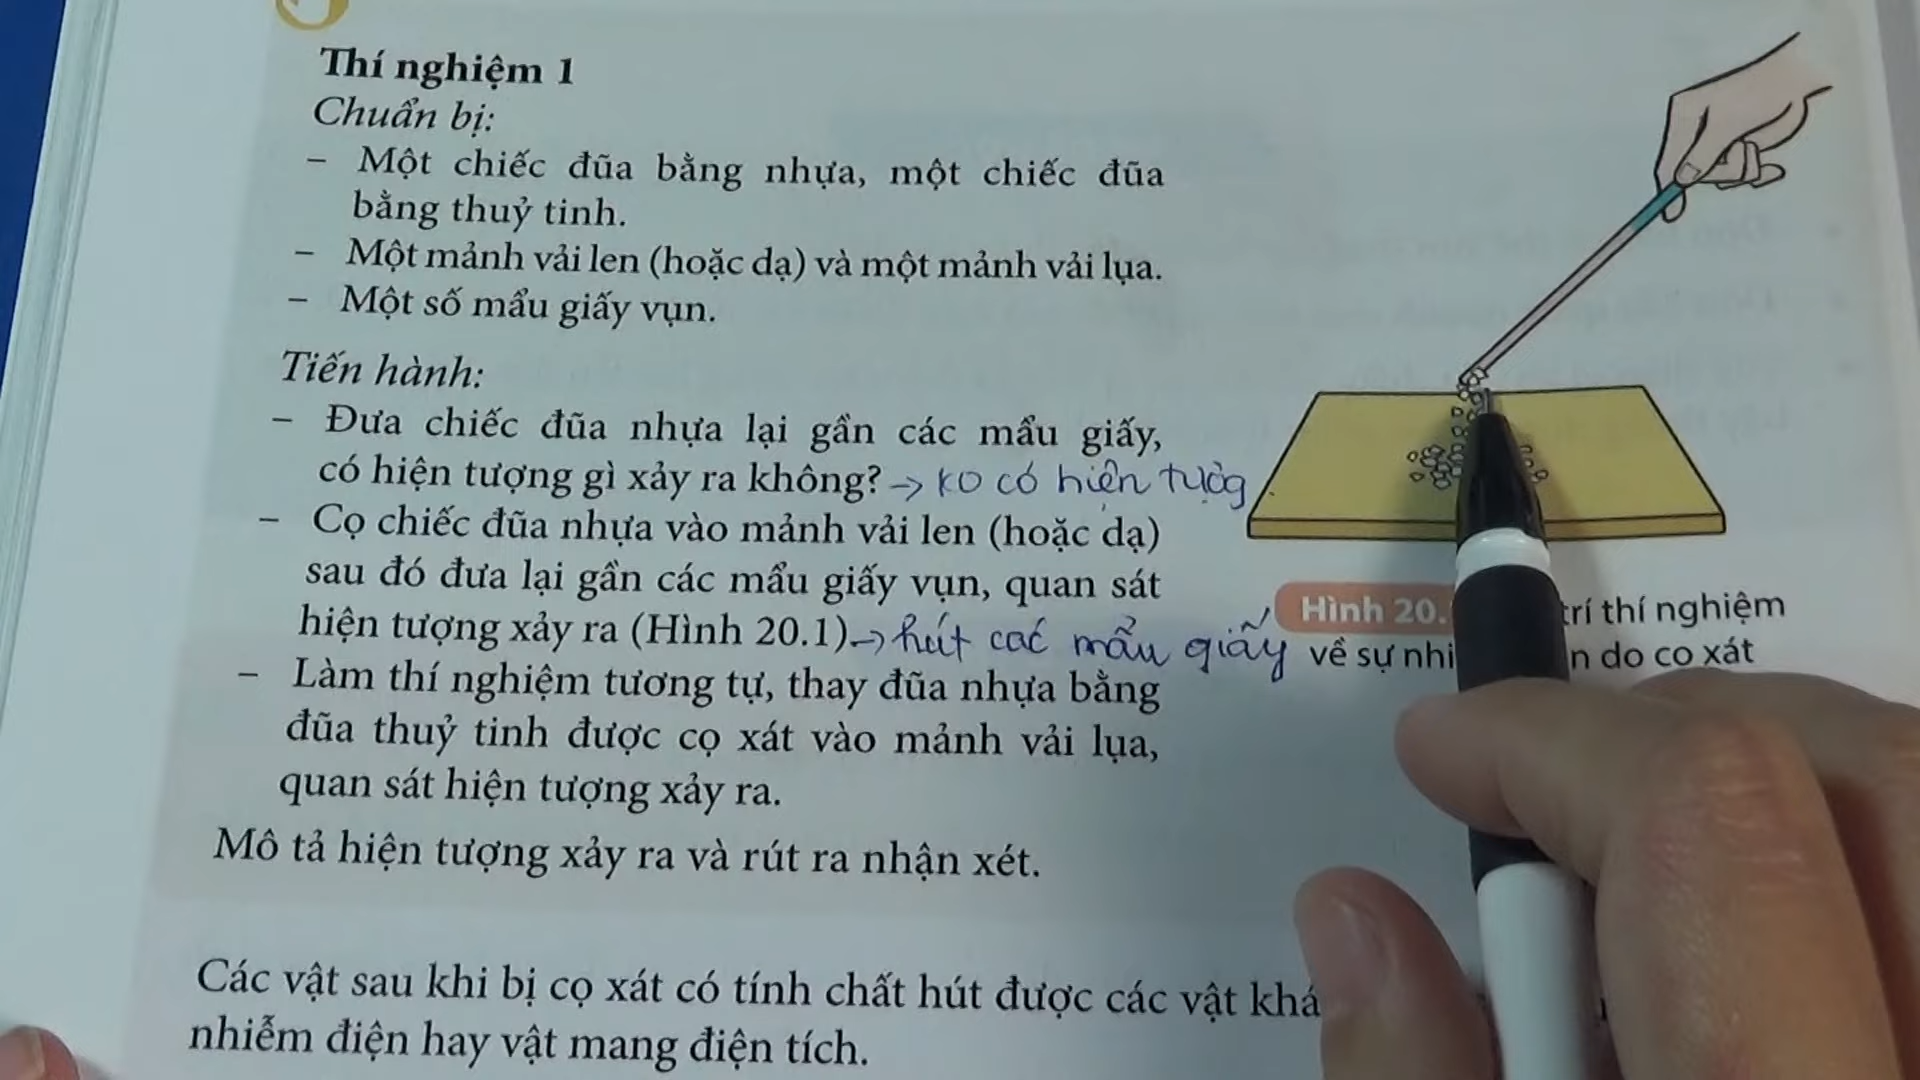 Thí nghiệm 1
Chuẩn bị:
– Một chiếc đũa bằng nhựa, một chiếc đũa
bằng thuỷ tinh.
– Một mảnh vải len (hoặc dạ) và một mảnh vải lụa.
– Một số mẩu giấy vụn.
Tiến hành:
– Đưa chiếc đũa nhựa lại gần các mẩu giấy,
có hiện tượng gì xảy ra không? → ko có hiện tượng
– Cọ chiếc đũa nhựa vào mảnh vải len (hoặc dạ)
sau đó đưa lại gần các mẩu giấy vụn, quan sát
hiện tượng xảy ra (Hình 20.1). → hút các mẩu giấy
– Làm thí nghiệm tương tự, thay đũa nhựa bằng
đũa thuỷ tinh được cọ xát vào mảnh vải lụa,
quan sát hiện tượng xảy ra.
Mô tả hiện tượng xảy ra và rút ra nhận xét.
Hình 20. trí thí nghiệm
về sự do cọ xát
Các vật sau khi bị cọ xát có tính chất hút được các vật
nhiễm điện hay vật mang điện tích.